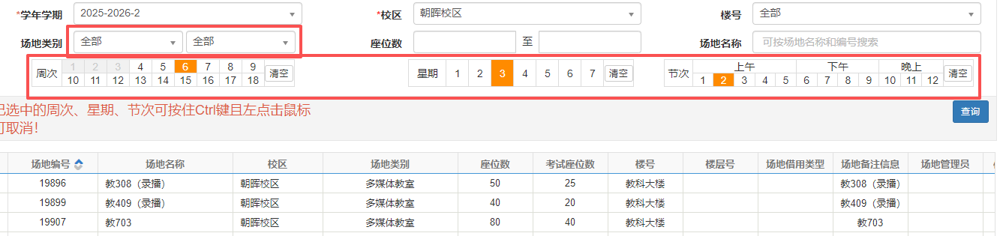 *学年学期 2025-2026-2 *校区 朝晖校区 楼号 全部
场地类别 全部 全部 座位数 至 场地名称 可按场地名称和编号搜索
周次 1 2 3 4 5 6 7 8 9 清空 星期 1 2 3 4 5 6 7 清空 节次 上午 下午 晚上 清空
10 11 12 13 14 15 16 17 18 1 2 3 4 5 6 7 8 9 10 11 12
已选中的周次、星期、节次可按住Ctrl键且左点击鼠标 查询
可取消！
场地编号 场地名称 校区 场地类别 座位数 考试座位数 楼号 楼层号 场地借用类型 场地备注信息 场地管理员
19896 教308（录播） 朝晖校区 多媒体教室 50 25 教科大楼 教308（录播）
19899 教409（录播） 朝晖校区 多媒体教室 40 20 教科大楼 教409（录播）
19907 教703 朝晖校区 多媒体教室 80 40 教科大楼 教703